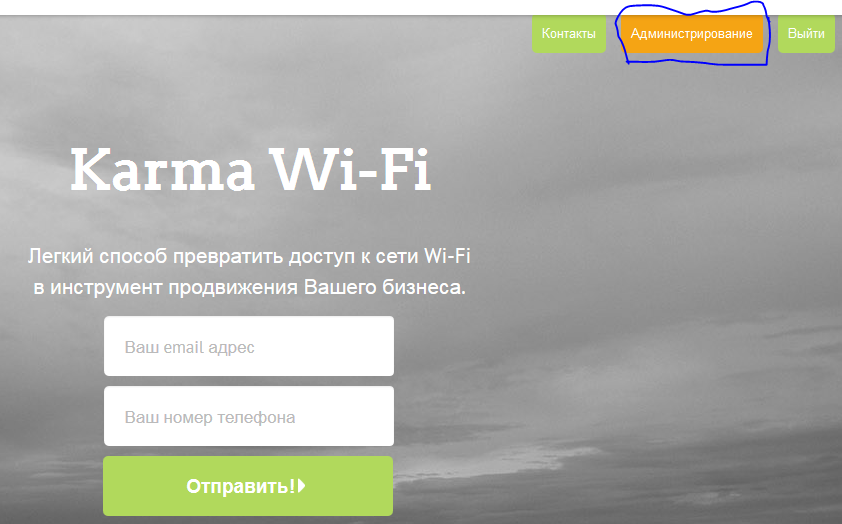 Контакты
Администрирование
Выйти
Karma Wi-Fi
Легкий способ превратить доступ к сети Wi-Fi
в инструмент продвижения Вашего бизнеса.
Ваш email адрес
Ваш номер телефона
Отправить!